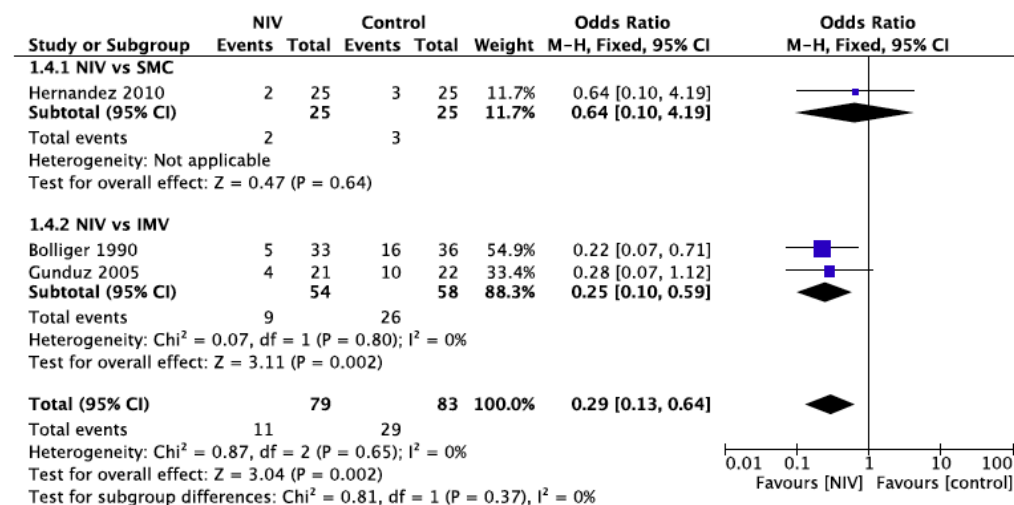 NIV Control Odds Ratio Odds Ratio
Study or Subgroup Events Total Events Total Weight M-H, Fixed, 95% CI M-H, Fixed, 95% CI
1.4.1 NIV vs SMC
Hernandez 2010 2 25 3 25 11.7% 0.64 [0.10, 4.19]
Subtotal (95% CI) 25 25 11.7% 0.64 [0.10, 4.19]
Total events 2 3
Heterogeneity: Not applicable
Test for overall effect: Z = 0.47 (P = 0.64)
1.4.2 NIV vs IMV
Bolliger 1990 5 33 16 36 54.9% 0.22 [0.07, 0.71]
Gunduz 2005 4 21 10 22 33.4% 0.28 [0.07, 1.12]
Subtotal (95% CI) 54 58 88.3% 0.25 [0.10, 0.59]
Total events 9 26
Heterogeneity: Chi² = 0.07, df = 1 (P = 0.80); I² = 0%
Test for overall effect: Z = 3.11 (P = 0.002)
Total (95% CI) 79 83 100.0% 0.29 [0.13, 0.64]
Total events 11 29
Heterogeneity: Chi² = 0.87, df = 2 (P = 0.65); I² = 0%
Test for overall effect: Z = 3.04 (P = 0.002)
Test for subgroup differences: Chi² = 0.81, df = 1 (P = 0.37), I² = 0%
0.01 0.1 1 10 100
Favours [NIV] Favours [control]